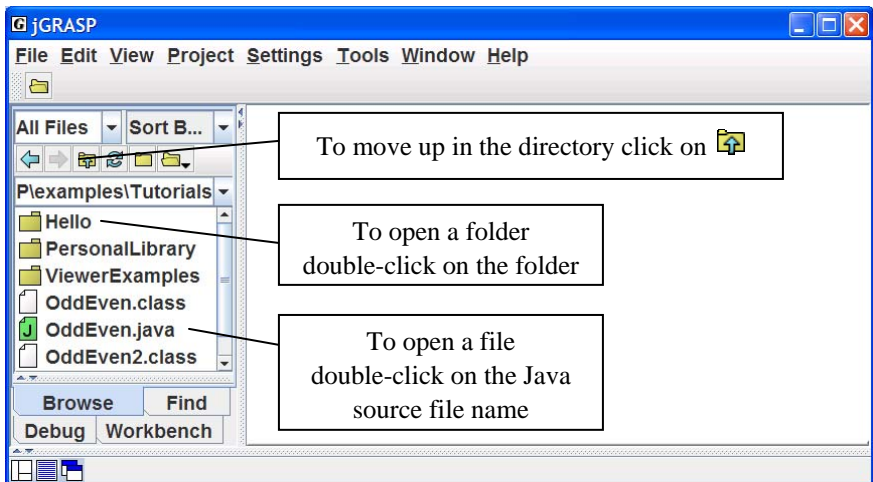 jGRASP
File Edit View Project Settings Tools Window Help
All Files Sort B...
To move up in the directory click on
P\examples\Tutorials
Hello
To open a folder
double-click on the folder
PersonalLibrary
ViewerExamples
OddEven.class
OddEven.java
OddEven2.class
To open a file
double-click on the Java
source file name
Browse Find
Debug Workbench